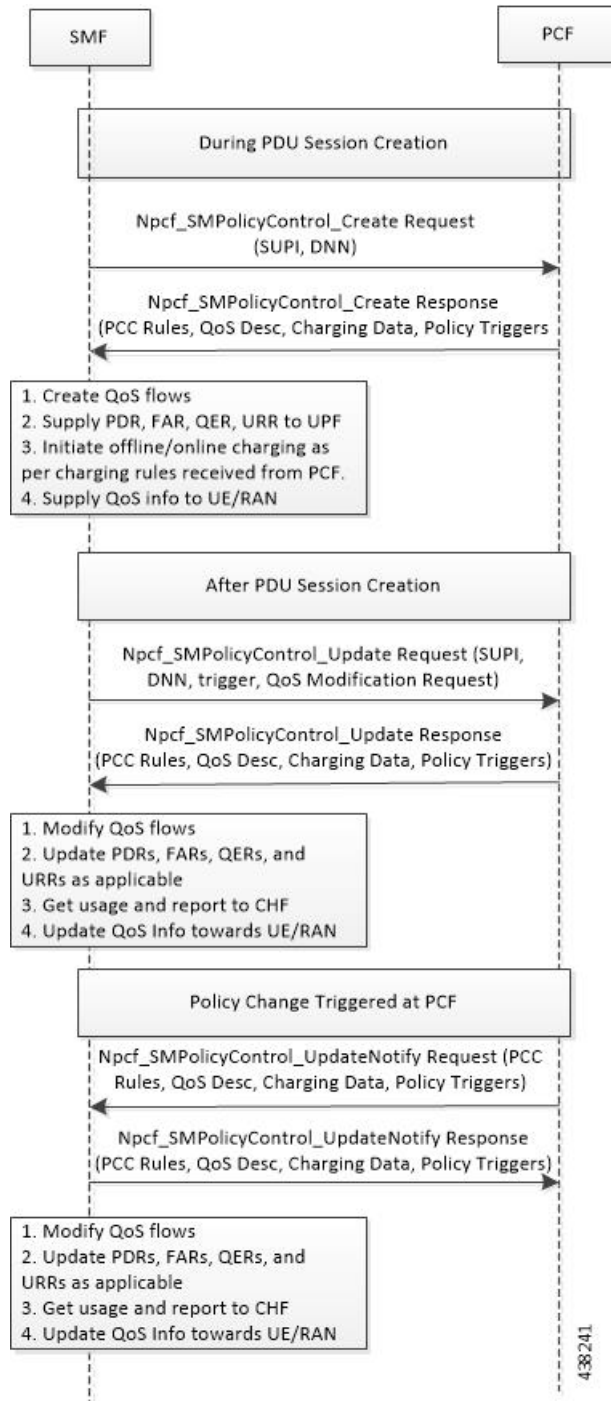 SMF
PCF
During PDU Session Creation
Npcf_SMPolicyControl_Create Request
(SUPI, DNN)
Npcf_SMPolicyControl_Create Response
(PCC Rules, QoS Desc, Charging Data, Policy Triggers
1. Create QoS flows
2. Supply PDR, FAR, QER, URR to UPF
3. Initiate offline/online charging as
per charging rules received from PCF.
4. Supply QoS info to UE/RAN
After PDU Session Creation
Npcf_SMPolicyControl_Update Request (SUPI,
DNN, trigger, QoS Modification Request)
Npcf_SMPolicyControl_Update Response
(PCC Rules, QoS Desc, Charging Data, Policy Triggers)
1. Modify QoS flows
2. Update PDRs, FARs, QERs, and
URRs as applicable
3. Get usage and report to CHF
4. Update QoS Info towards UE/RAN
Policy Change Triggered at PCF
Npcf_SMPolicyControl_UpdateNotify Request (PCC
Rules, QoS Desc, Charging Data, Policy Triggers)
Npcf_SMPolicyControl_UpdateNotify Response
(PCC Rules, QoS Desc, Charging Data, Policy Triggers)
1. Modify QoS flows
2. Update PDRs, FARs, QERs, and
URRs as applicable
3. Get usage and report to CHF
4. Update QoS Info towards UE/RAN
438241